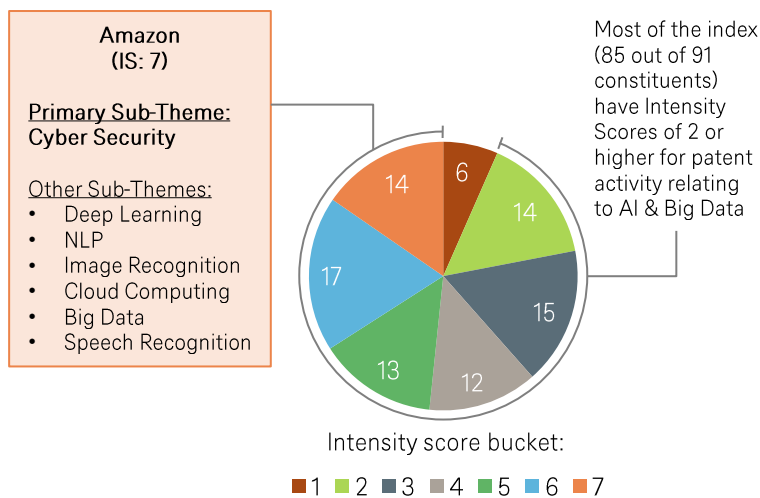 Amazon
(IS: 7)
Primary Sub-Theme:
Cyber Security
Other Sub-Themes:
• Deep Learning
• NLP
• Image Recognition
• Cloud Computing
• Big Data
• Speech Recognition
Most of the index
(85 out of 91
constituents)
have Intensity
Scores of 2 or
higher for patent
activity relating
to AI & Big Data
6
14
15
12
13
17
14
Intensity score bucket:
1 2 3 4 5 6 7